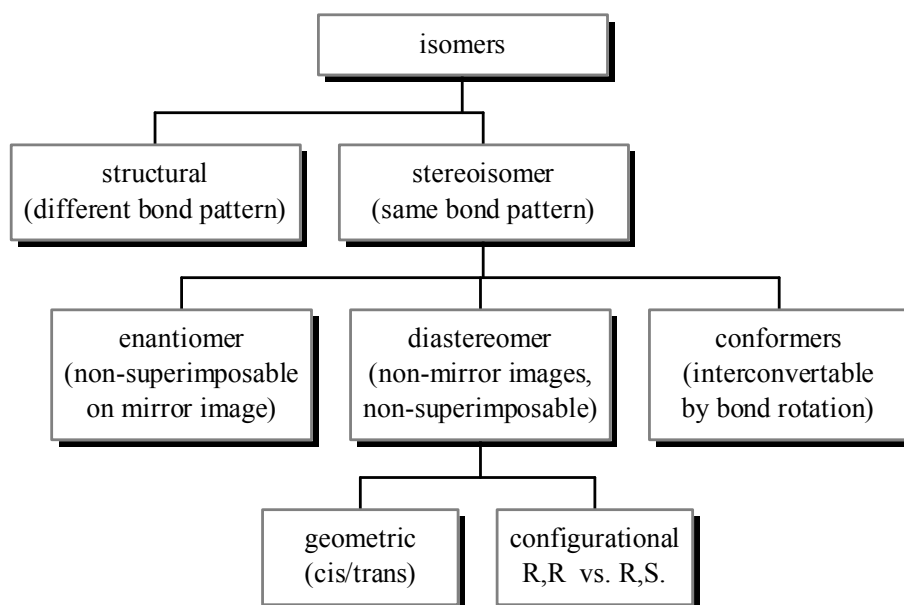 isomers
structural
(different bond pattern)
stereoisomer
(same bond pattern)
enantiomer
(non-superimposable
on mirror image)
diastereomer
(non-mirror images,
non-superimposable)
conformers
(interconvertable
by bond rotation)
geometric
(cis/trans)
configurational
R,R vs. R,S.